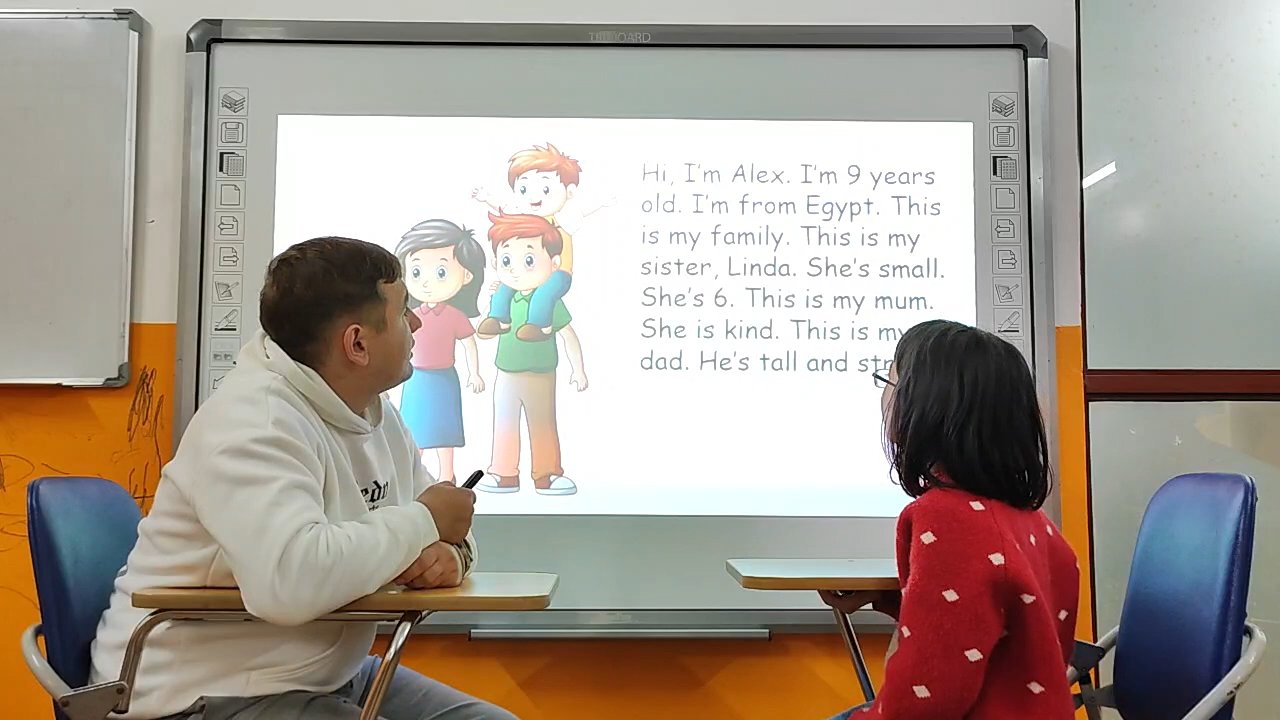 Hi, I'm Alex. I'm 9 years
old. I'm from Egypt. This
is my family. This is my
sister, Linda. She's small.
She's 6. This is my mum.
She is kind. This is my
dad. He's tall and